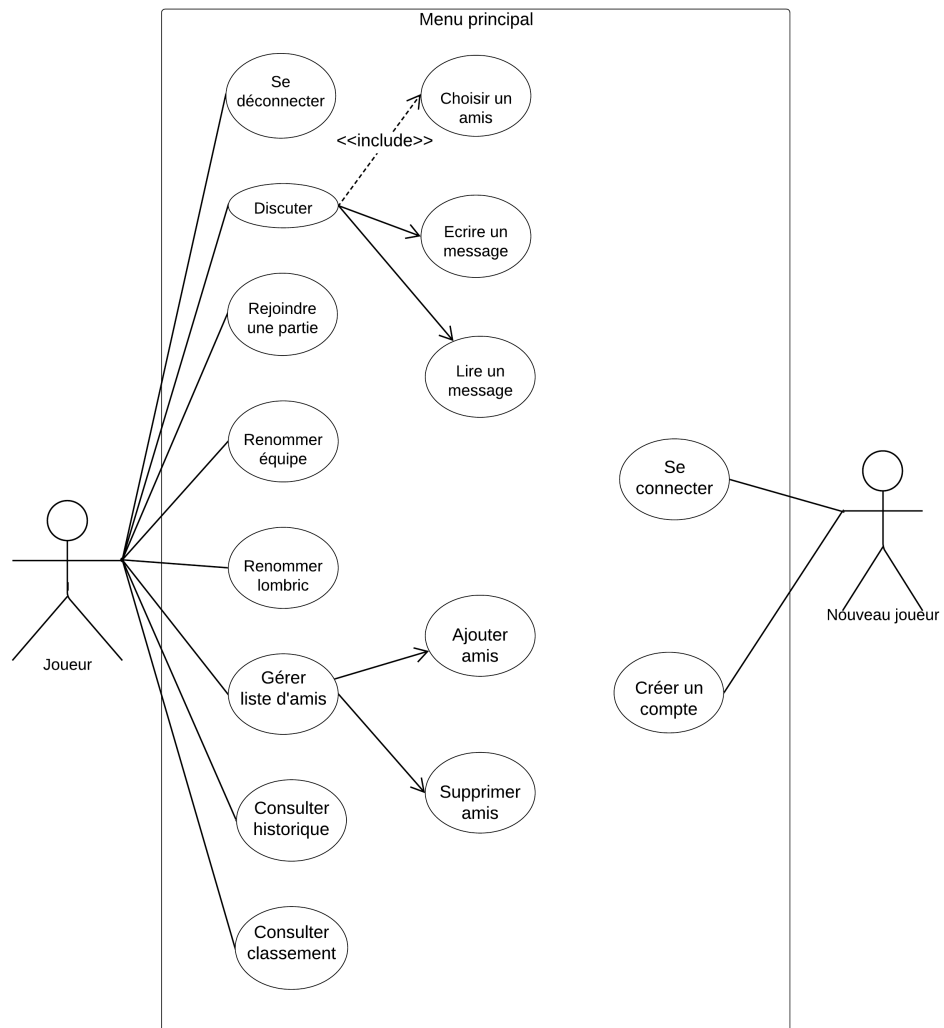 Menu principal
Se
déconnecter
Choisir un
amis
<<include>>
Discuter
Ecrire un
message
Rejoindre
une partie
Lire un
message
Renommer
équipe
Se
connecter
Renommer
lombric
Nouveau joueur
Joueur
Gérer
liste d'amis
Ajouter
amis
Créer un
compte
Supprimer
amis
Consulter
historique
Consulter
classement